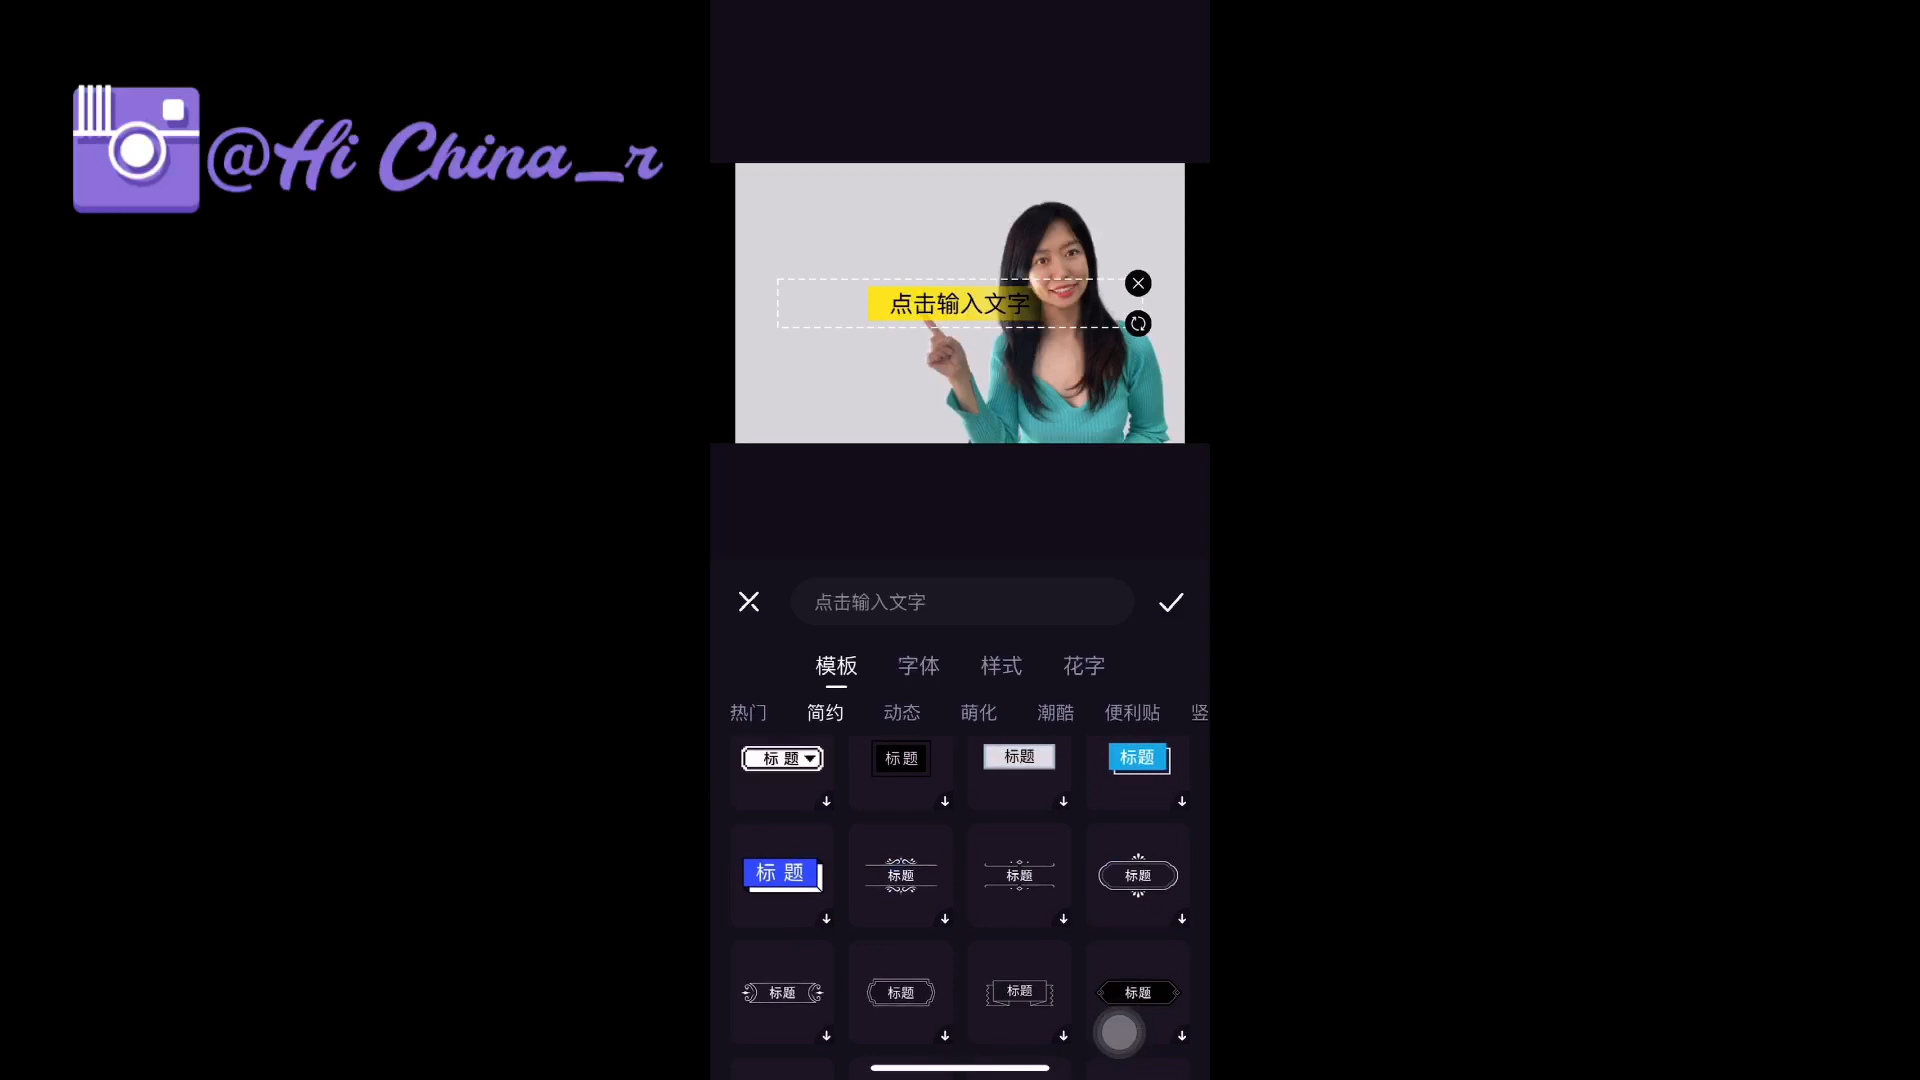 @Hi China_r
点击输入文字
点击输入文字
模板 字体 样式 花字
热门 简约 动态 萌化 潮酷 便利贴 竖
标题 标题 标题 标题
标题 标题 标题 标题
标题 标题 标题 标题